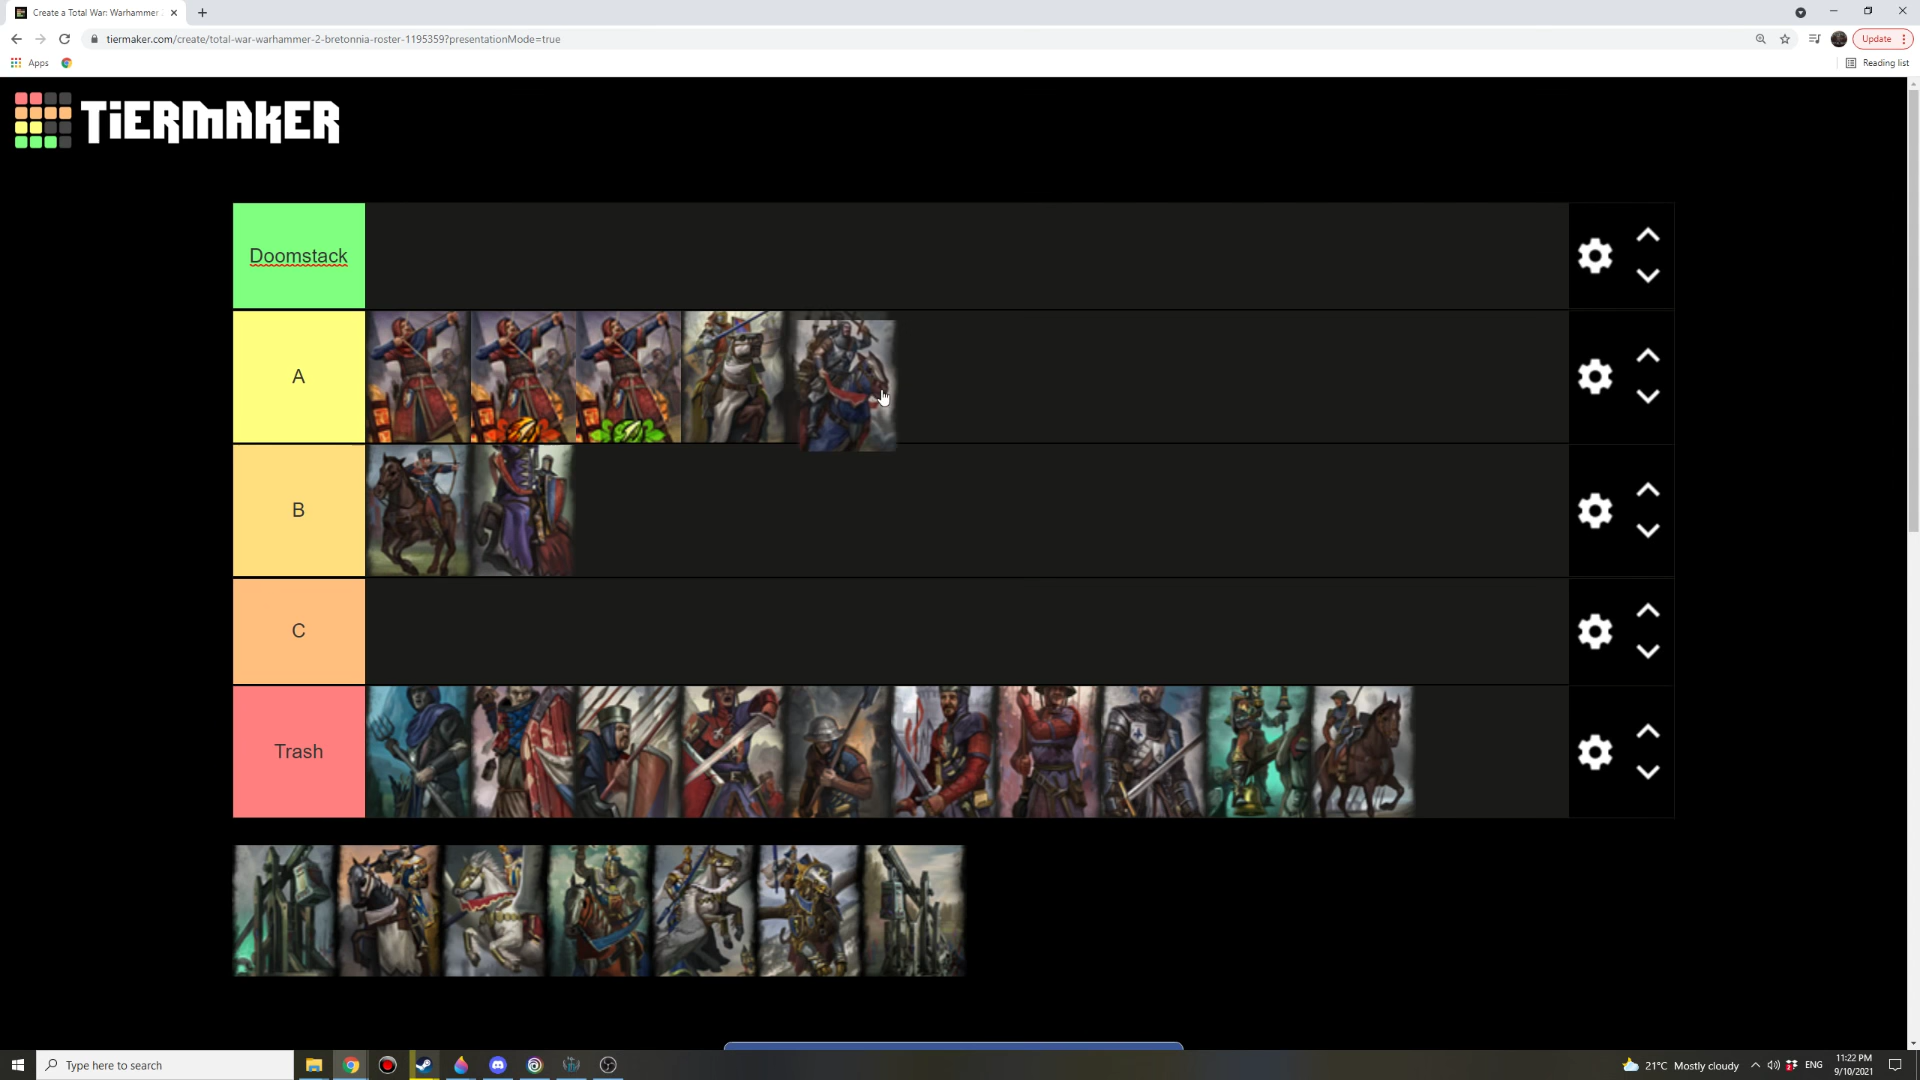 Create a Total War: Warhammer
tiermaker.com/create/total-war-warhammer-2-bretonnia-roster-1195359?presentationMode=true
Update
Apps
Reading list
TiERMAKER
Doomstack
A
B
C
Trash
Type here to search
21°C Mostly cloudy
ENG
11:22 PM
9/10/2021